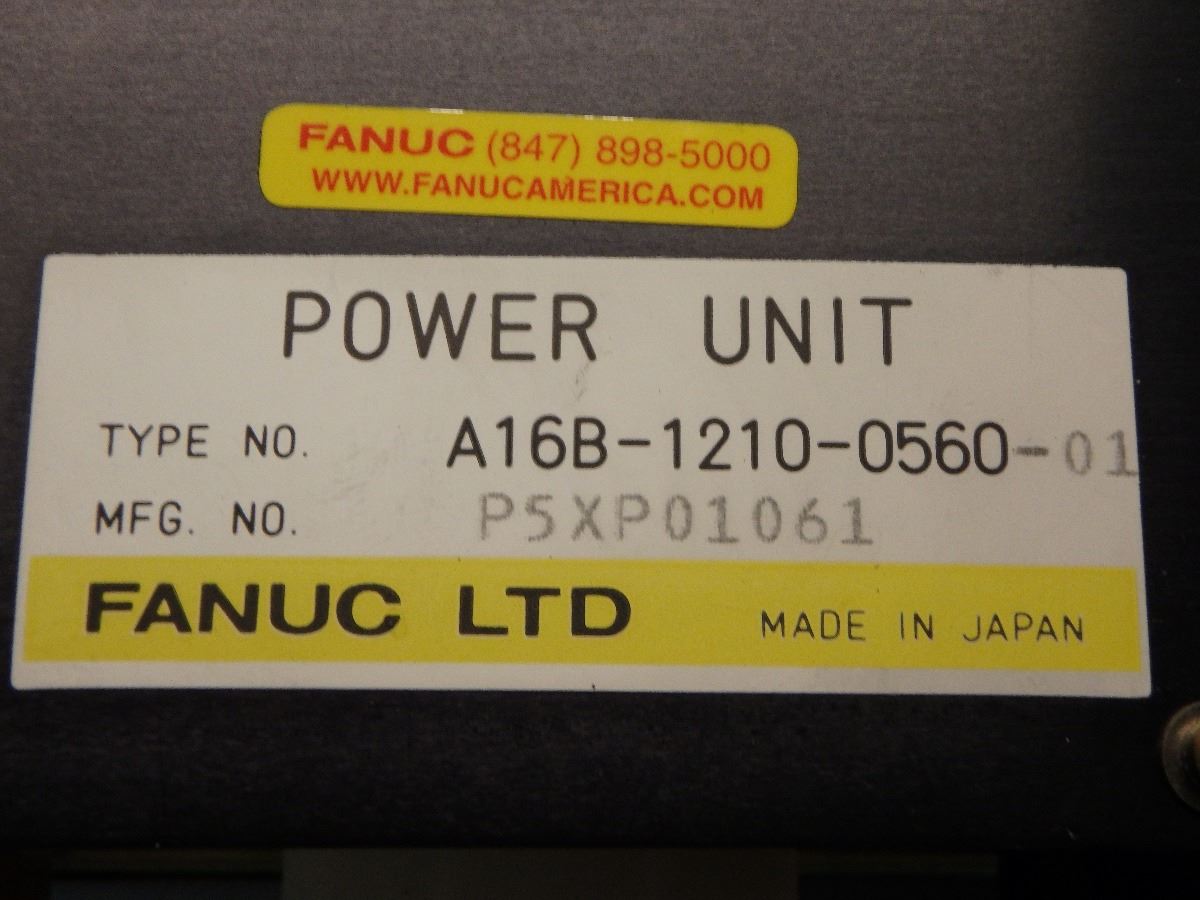 FANUC (847) 898-5000
WWW.FANUCAMERICA.COM
POWER UNIT
TYPE NO. A16B-1210-0560-01
MFG. NO. P5XP01061
FANUC LTD MADE IN JAPAN